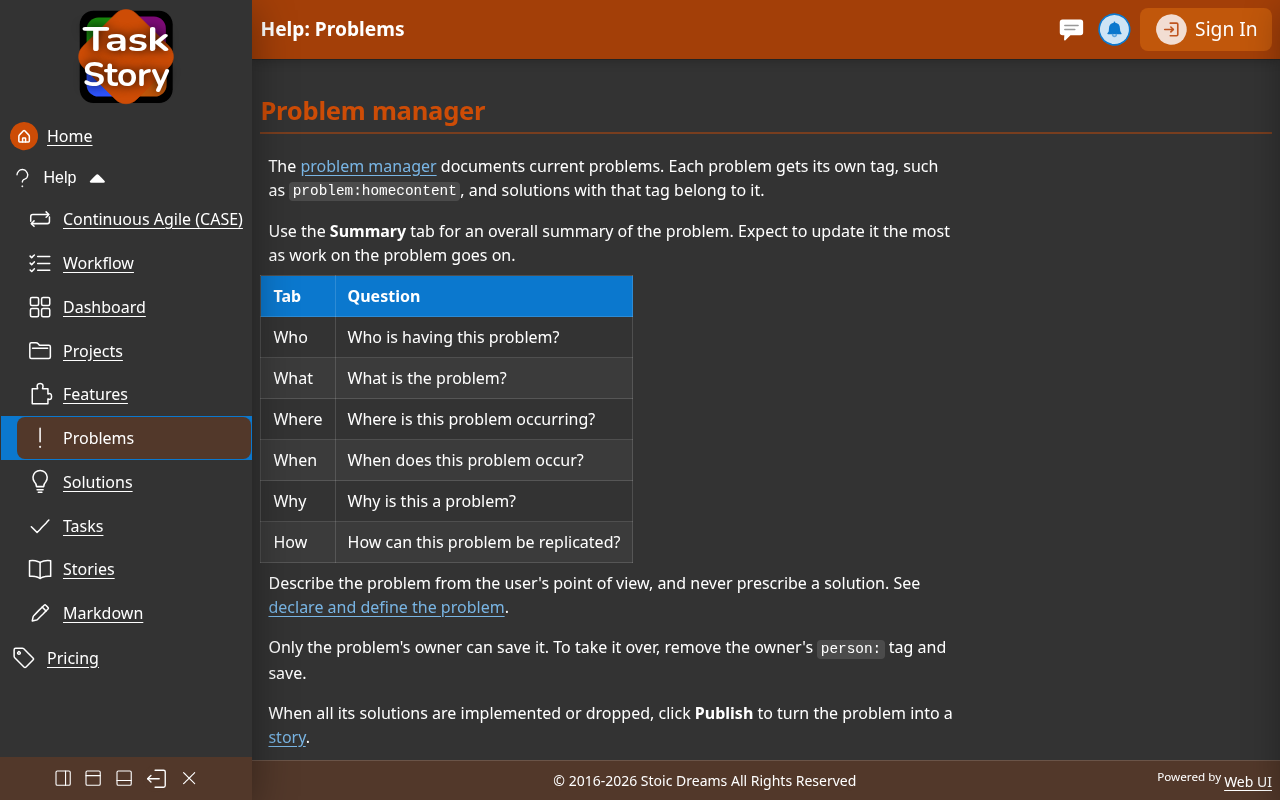 Task
Story
Home
Help
Continuous Agile (CASE)
Workflow
Dashboard
Projects
Features
Problems
Solutions
Tasks
Stories
Markdown
Pricing
Help: Problems
Sign In
Problem manager
The problem manager documents current problems. Each problem gets its own tag, such
as problem:homecontent, and solutions with that tag belong to it.
Use the Summary tab for an overall summary of the problem. Expect to update it the most
as work on the problem goes on.
Tab Question
Who Who is having this problem?
What What is the problem?
Where Where is this problem occurring?
When When does this problem occur?
Why Why is this a problem?
How How can this problem be replicated?
Describe the problem from the user's point of view, and never prescribe a solution. See
declare and define the problem.
Only the problem's owner can save it. To take it over, remove the owner's person: tag and
save.
When all its solutions are implemented or dropped, click Publish to turn the problem into a
story.
© 2016-2026 Stoic Dreams All Rights Reserved
Powered by Web UI